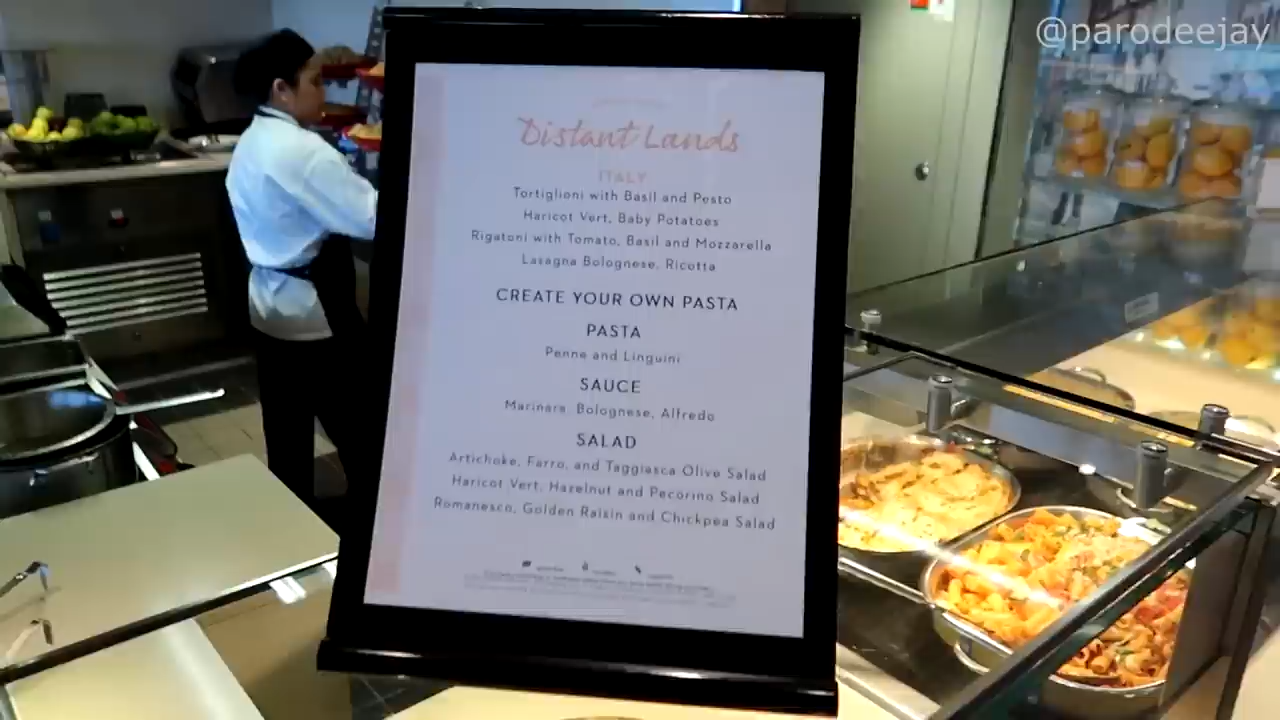 @parodeejay
Distant Lands
ITALY
Tortiglioni with Basil and Pesto
Haricot Vert, Baby Potatoes
Rigatoni with Tomato, Basil and Mozzarella
Lasagna Bolognese, Ricotta
CREATE YOUR OWN PASTA
PASTA
Penne and Linguini
SAUCE
Marinara, Bolognese, Alfredo
SALAD
Artichoke, Farro, and Taggiasca Olive Salad
Haricot Vert, Hazelnut and Pecorino Salad
Romanesco, Golden Raisin and Chickpea Salad